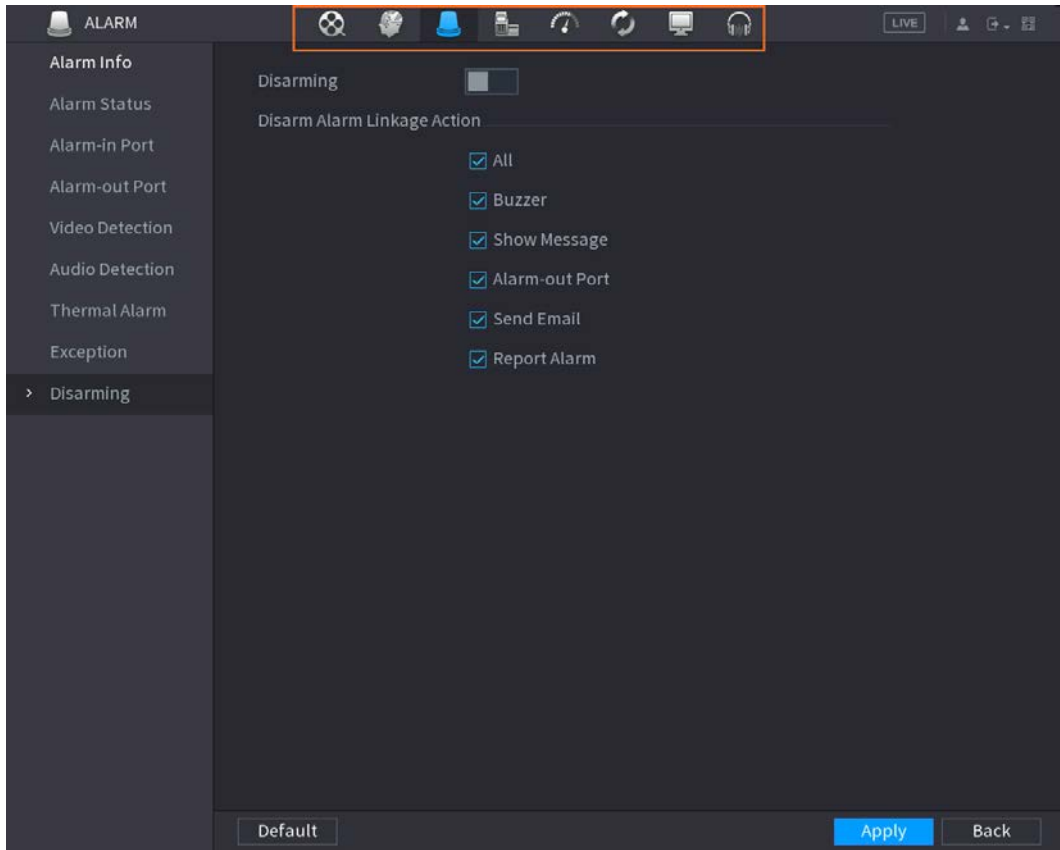 ALARM
LIVE
Alarm Info
Alarm Status
Alarm-in Port
Alarm-out Port
Video Detection
Audio Detection
Thermal Alarm
Exception
Disarming
Disarming
Disarm Alarm Linkage Action
All
Buzzer
Show Message
Alarm-out Port
Send Email
Report Alarm
Default
Apply
Back